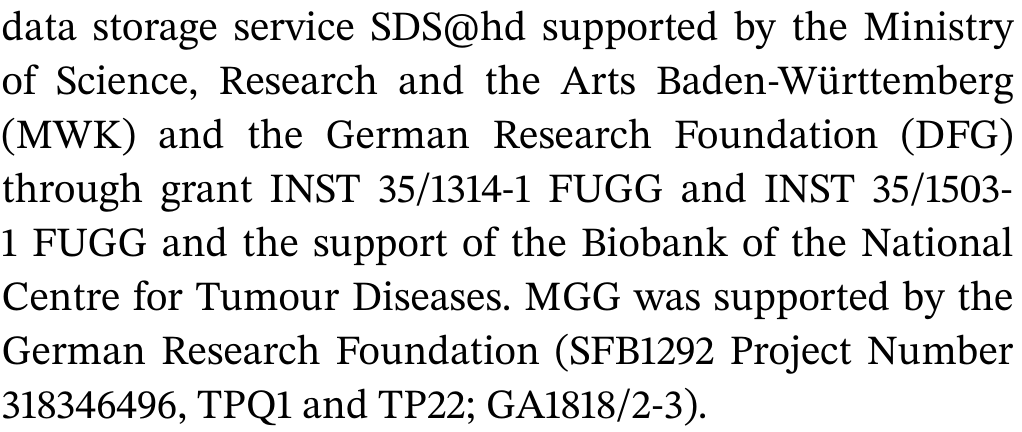 data storage service SDS@hd supported by the Ministry
of Science, Research and the Arts Baden-Württemberg
(MWK) and the German Research Foundation (DFG)
through grant INST 35/1314-1 FUGG and INST 35/1503-
1 FUGG and the support of the Biobank of the National
Centre for Tumour Diseases. MGG was supported by the
German Research Foundation (SFB1292 Project Number
318346496, TPQ1 and TP22; GA1818/2-3).